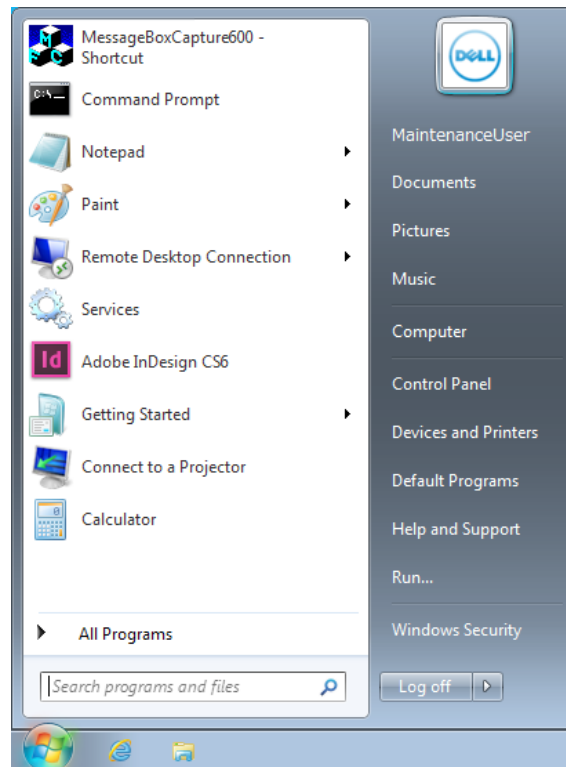 MessageBoxCapture600 -
Shortcut
Command Prompt
Notepad
Paint
Remote Desktop Connection
Services
Adobe InDesign CS6
Getting Started
Connect to a Projector
Calculator
All Programs
Search programs and files
DELL
MaintenanceUser
Documents
Pictures
Music
Computer
Control Panel
Devices and Printers
Default Programs
Help and Support
Run...
Windows Security
Log off